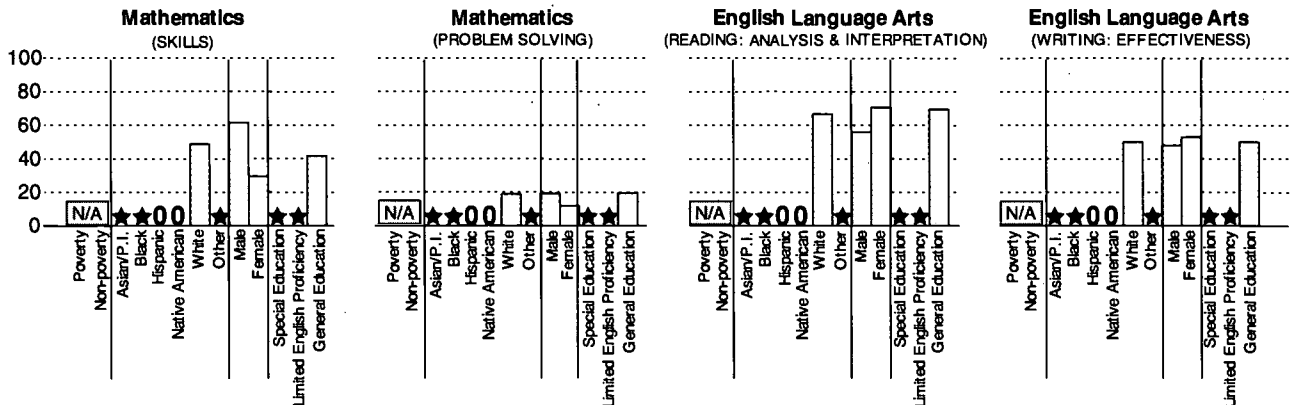 Mathematics
(SKILLS)
100
80
60
40
20
0
N/A
★ ★ 0 0 ★ ★ ★
Poverty
Non-poverty
Asian/P.I.
Black
Hispanic
Native American
White
Other
Male
Female
Special Education
Limited English Proficiency
General Education
Mathematics
(PROBLEM SOLVING)
N/A
★ ★ 0 0 ★ ★ ★
Poverty
Non-poverty
Asian/P.I.
Black
Hispanic
Native American
White
Other
Male
Female
Special Education
Limited English Proficiency
General Education
English Language Arts
(READING: ANALYSIS & INTERPRETATION)
N/A
★ ★ 0 0 ★ ★ ★
Poverty
Non-poverty
Asian/P.I.
Black
Hispanic
Native American
White
Other
Male
Female
Special Education
Limited English Proficiency
General Education
English Language Arts
(WRITING: EFFECTIVENESS)
N/A
★ ★ 0 0 ★ ★ ★
Poverty
Non-poverty
Asian/P.I.
Black
Hispanic
Native American
White
Other
Male
Female
Special Education
Limited English Proficiency
General Education